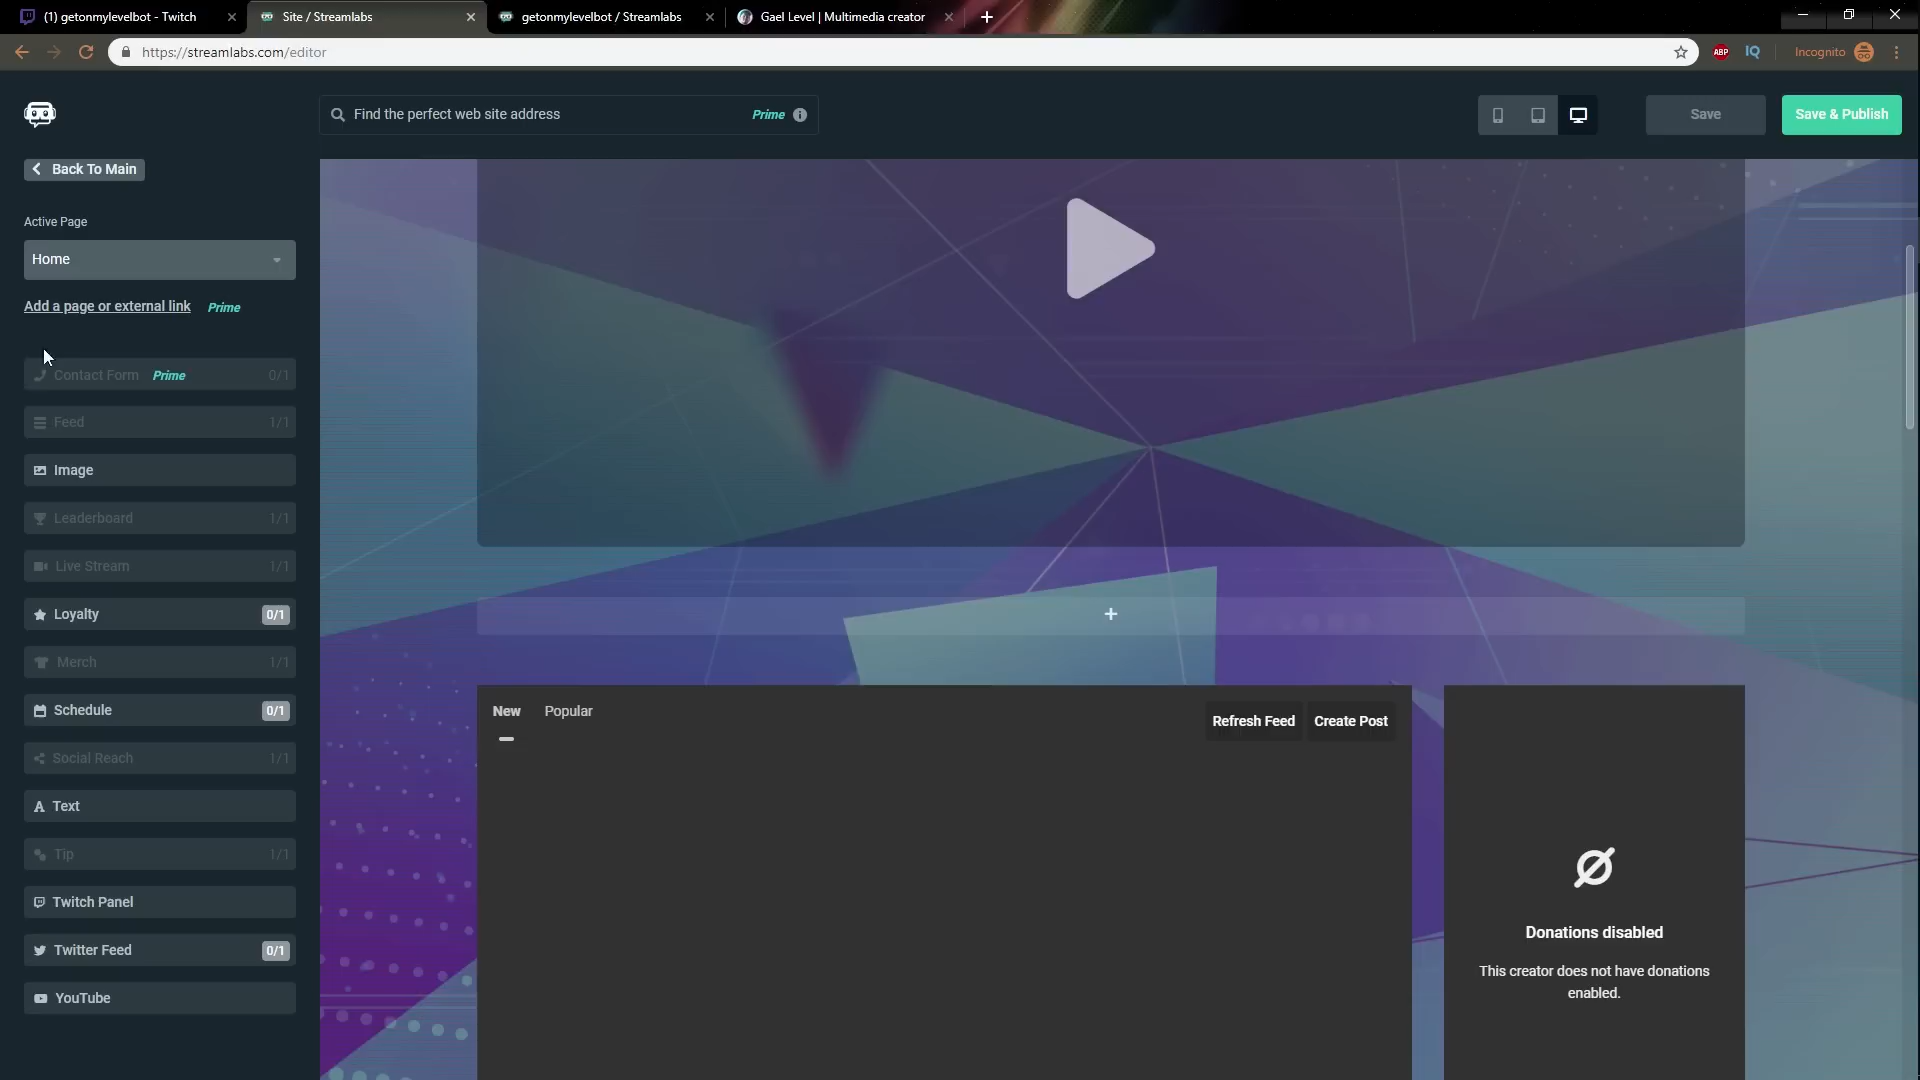 (1) getonmylevelbot - Twitch
Site / Streamlabs
getonmylevelbot / Streamlabs
Gael Level | Multimedia creator
https://streamlabs.com/editor
ABP
IQ
Incognito
Find the perfect web site address
Prime
Save
Save & Publish
Back To Main
Active Page
Home
Add a page or external link Prime
Contact Form Prime 0/1
Feed 1/1
Image
Leaderboard 1/1
Live Stream 1/1
Loyalty 0/1
Merch 1/1
Schedule 0/1
Social Reach 1/1
Text
Tip 1/1
Twitch Panel
Twitter Feed 0/1
YouTube
New Popular
Refresh Feed Create Post
Donations disabled
This creator does not have donations
enabled.